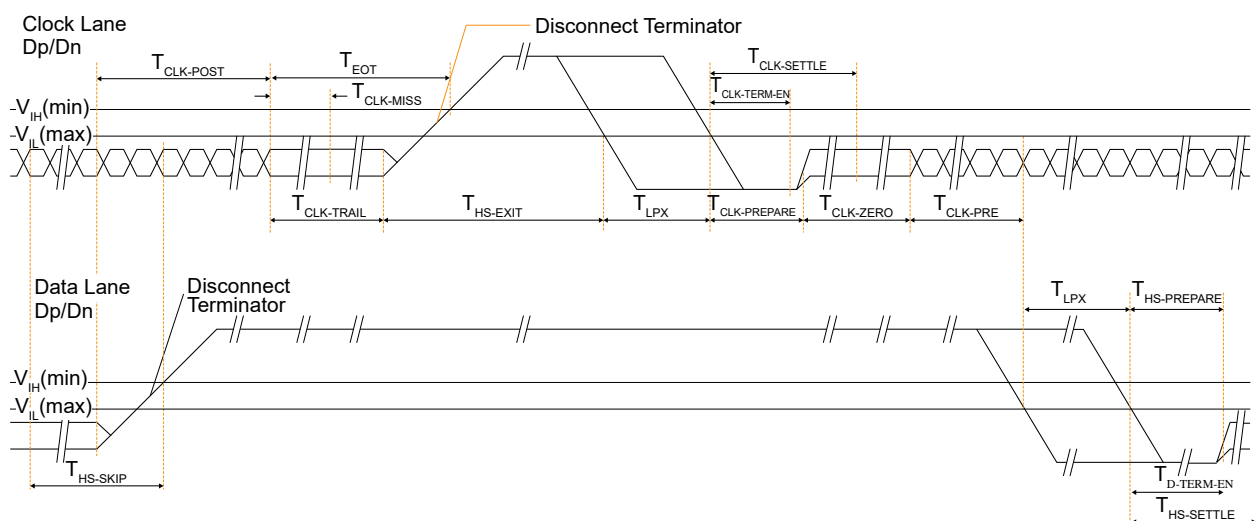 Clock Lane
Dp/Dn
Disconnect Terminator
TCLK-POST
TEOT
TCLK-SETTLE
TCLK-MISS
TCLK-TERM-EN
VIH(min)
VIL(max)
TCLK-TRAIL
THS-EXIT
TLPX
TCLK-PREPARE
TCLK-ZERO
TCLK-PRE
Data Lane
Dp/Dn
Disconnect
Terminator
TLPX
THS-PREPARE
VIH(min)
VIL(max)
THS-SKIP
TD-TERM-EN
THS-SETTLE